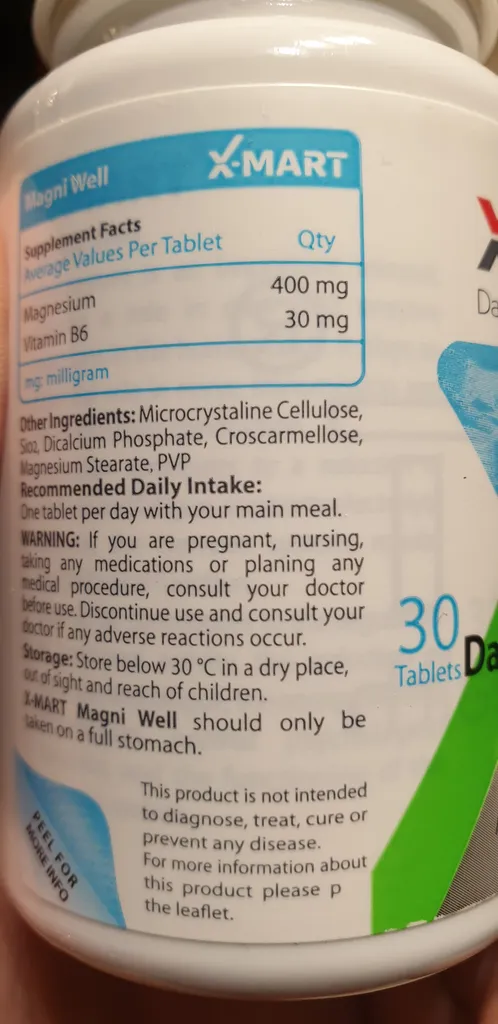 Magni Well X-MART
Supplement Facts
Average Values Per Tablet Qty
Magnesium 400 mg
Vitamin B6 30 mg
mg: milligram
Other Ingredients: Microcrystaline Cellulose,
Sio2, Dicalcium Phosphate, Croscarmellose,
Magnesium Stearate, PVP
Recommended Daily Intake:
One tablet per day with your main meal.
WARNING: If you are pregnant, nursing,
taking any medications or planing any
medical procedure, consult your doctor
before use. Discontinue use and consult your
doctor if any adverse reactions occur.
Storage: Store below 30 °C in a dry place,
out of sight and reach of children.
X-MART Magni Well should only be
taken on a full stomach.
This product is not intended
to diagnose, treat, cure or
prevent any disease.
For more information about
this product please p
the leaflet.
PEEL FOR
MORE INFO
30
Tablets
Da
Da